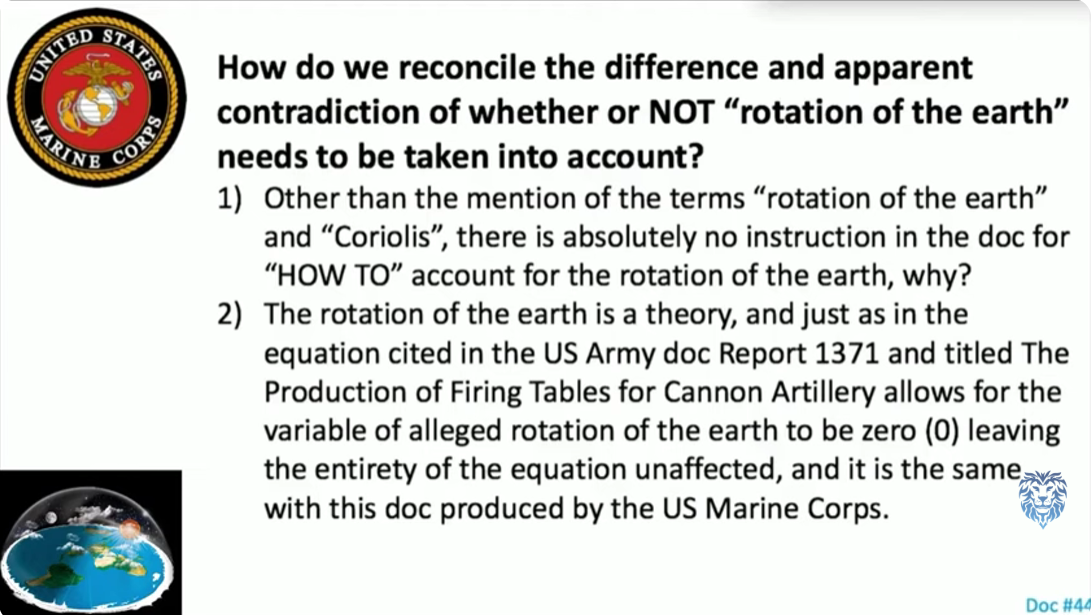 UNITED STATES
MARINE CORPS
How do we reconcile the difference and apparent
contradiction of whether or NOT “rotation of the earth”
needs to be taken into account?
1) Other than the mention of the terms “rotation of the earth”
and “Coriolis”, there is absolutely no instruction in the doc for
“HOW TO” account for the rotation of the earth, why?
2) The rotation of the earth is a theory, and just as in the
equation cited in the US Army doc Report 1371 and titled The
Production of Firing Tables for Cannon Artillery allows for the
variable of alleged rotation of the earth to be zero (0) leaving
the entirety of the equation unaffected, and it is the same
with this doc produced by the US Marine Corps.
Doc #44